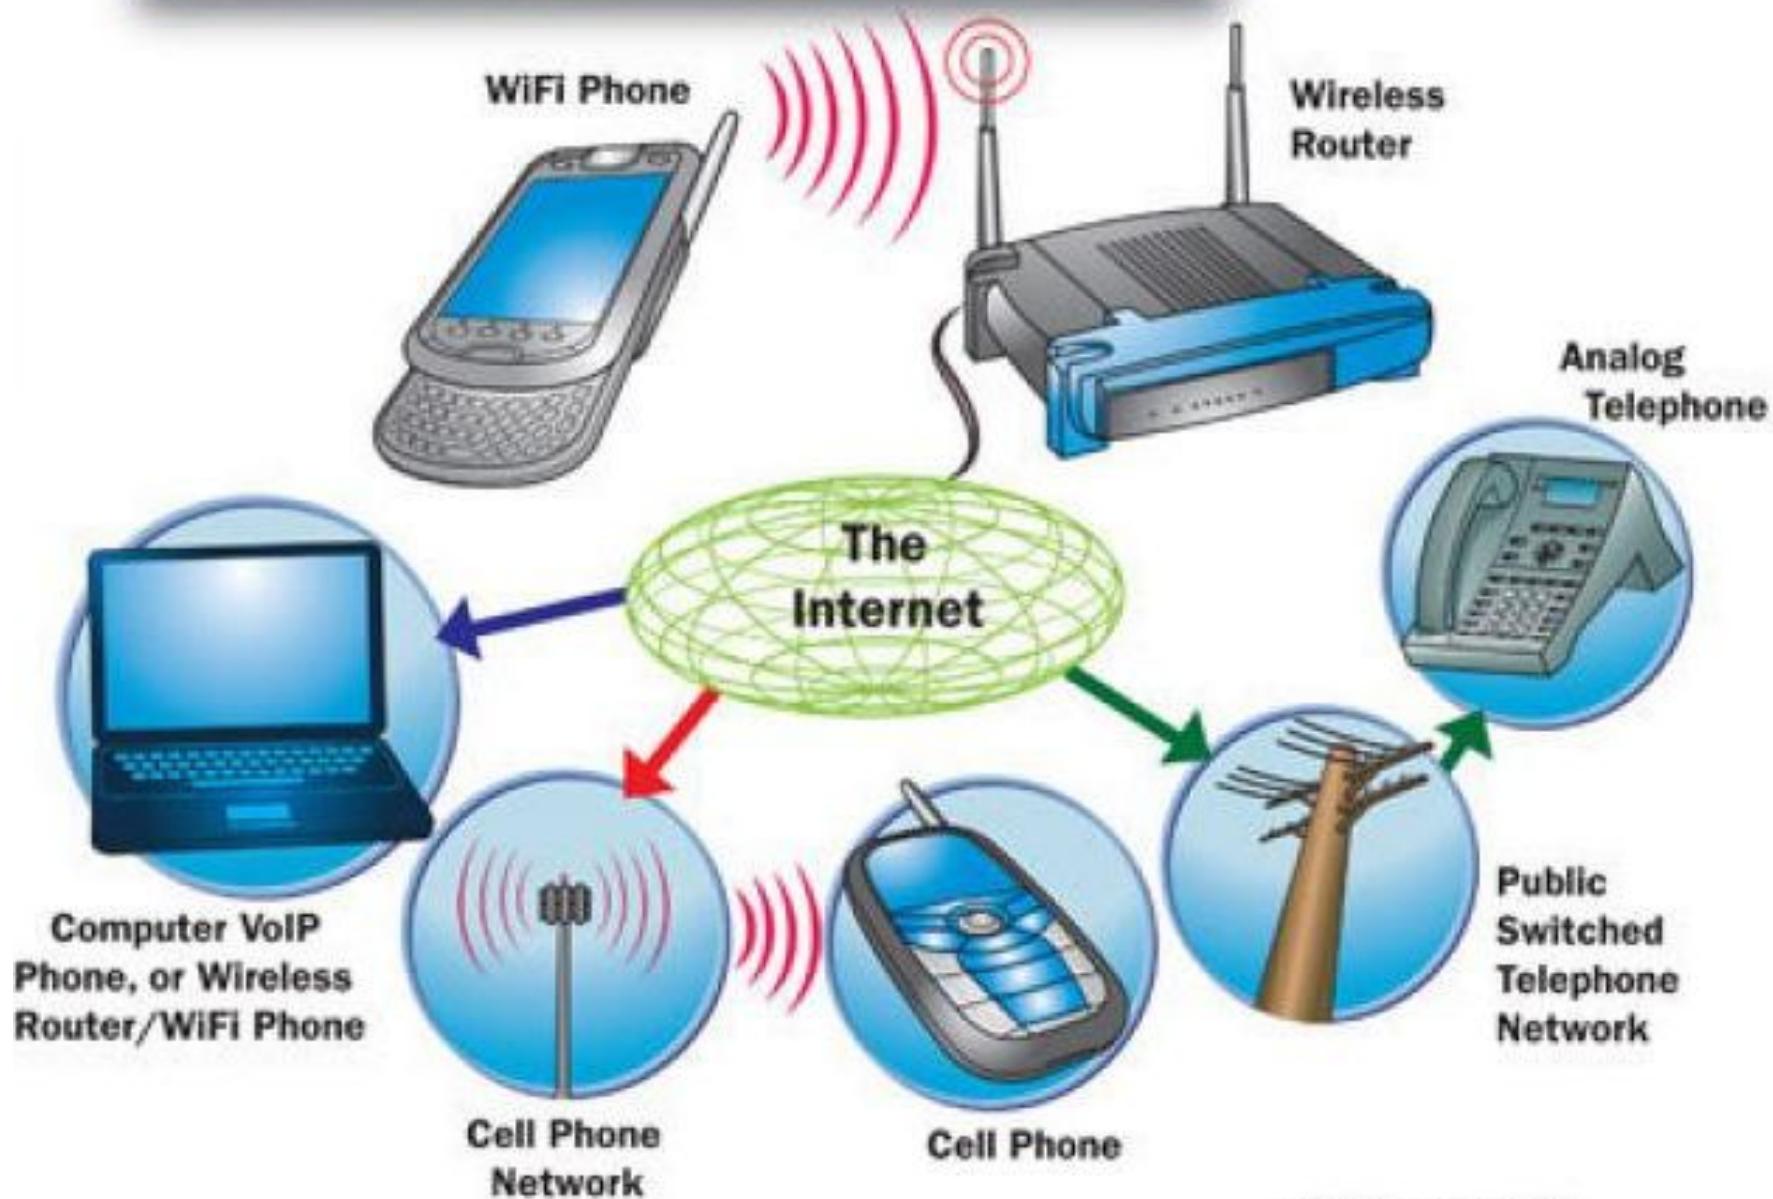 WiFi Phone
Wireless
Router
Analog
Telephone
The
Internet
Computer VoIP
Phone, or Wireless
Router/WiFi Phone
Cell Phone
Network
Cell Phone
Public
Switched
Telephone
Network